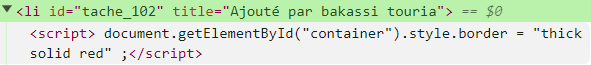 ▼<li id="tache_102" title="Ajouté par bakassi touria"> == $0
<script> document.getElementById("container").style.border = "thick
solid red" ;</script>